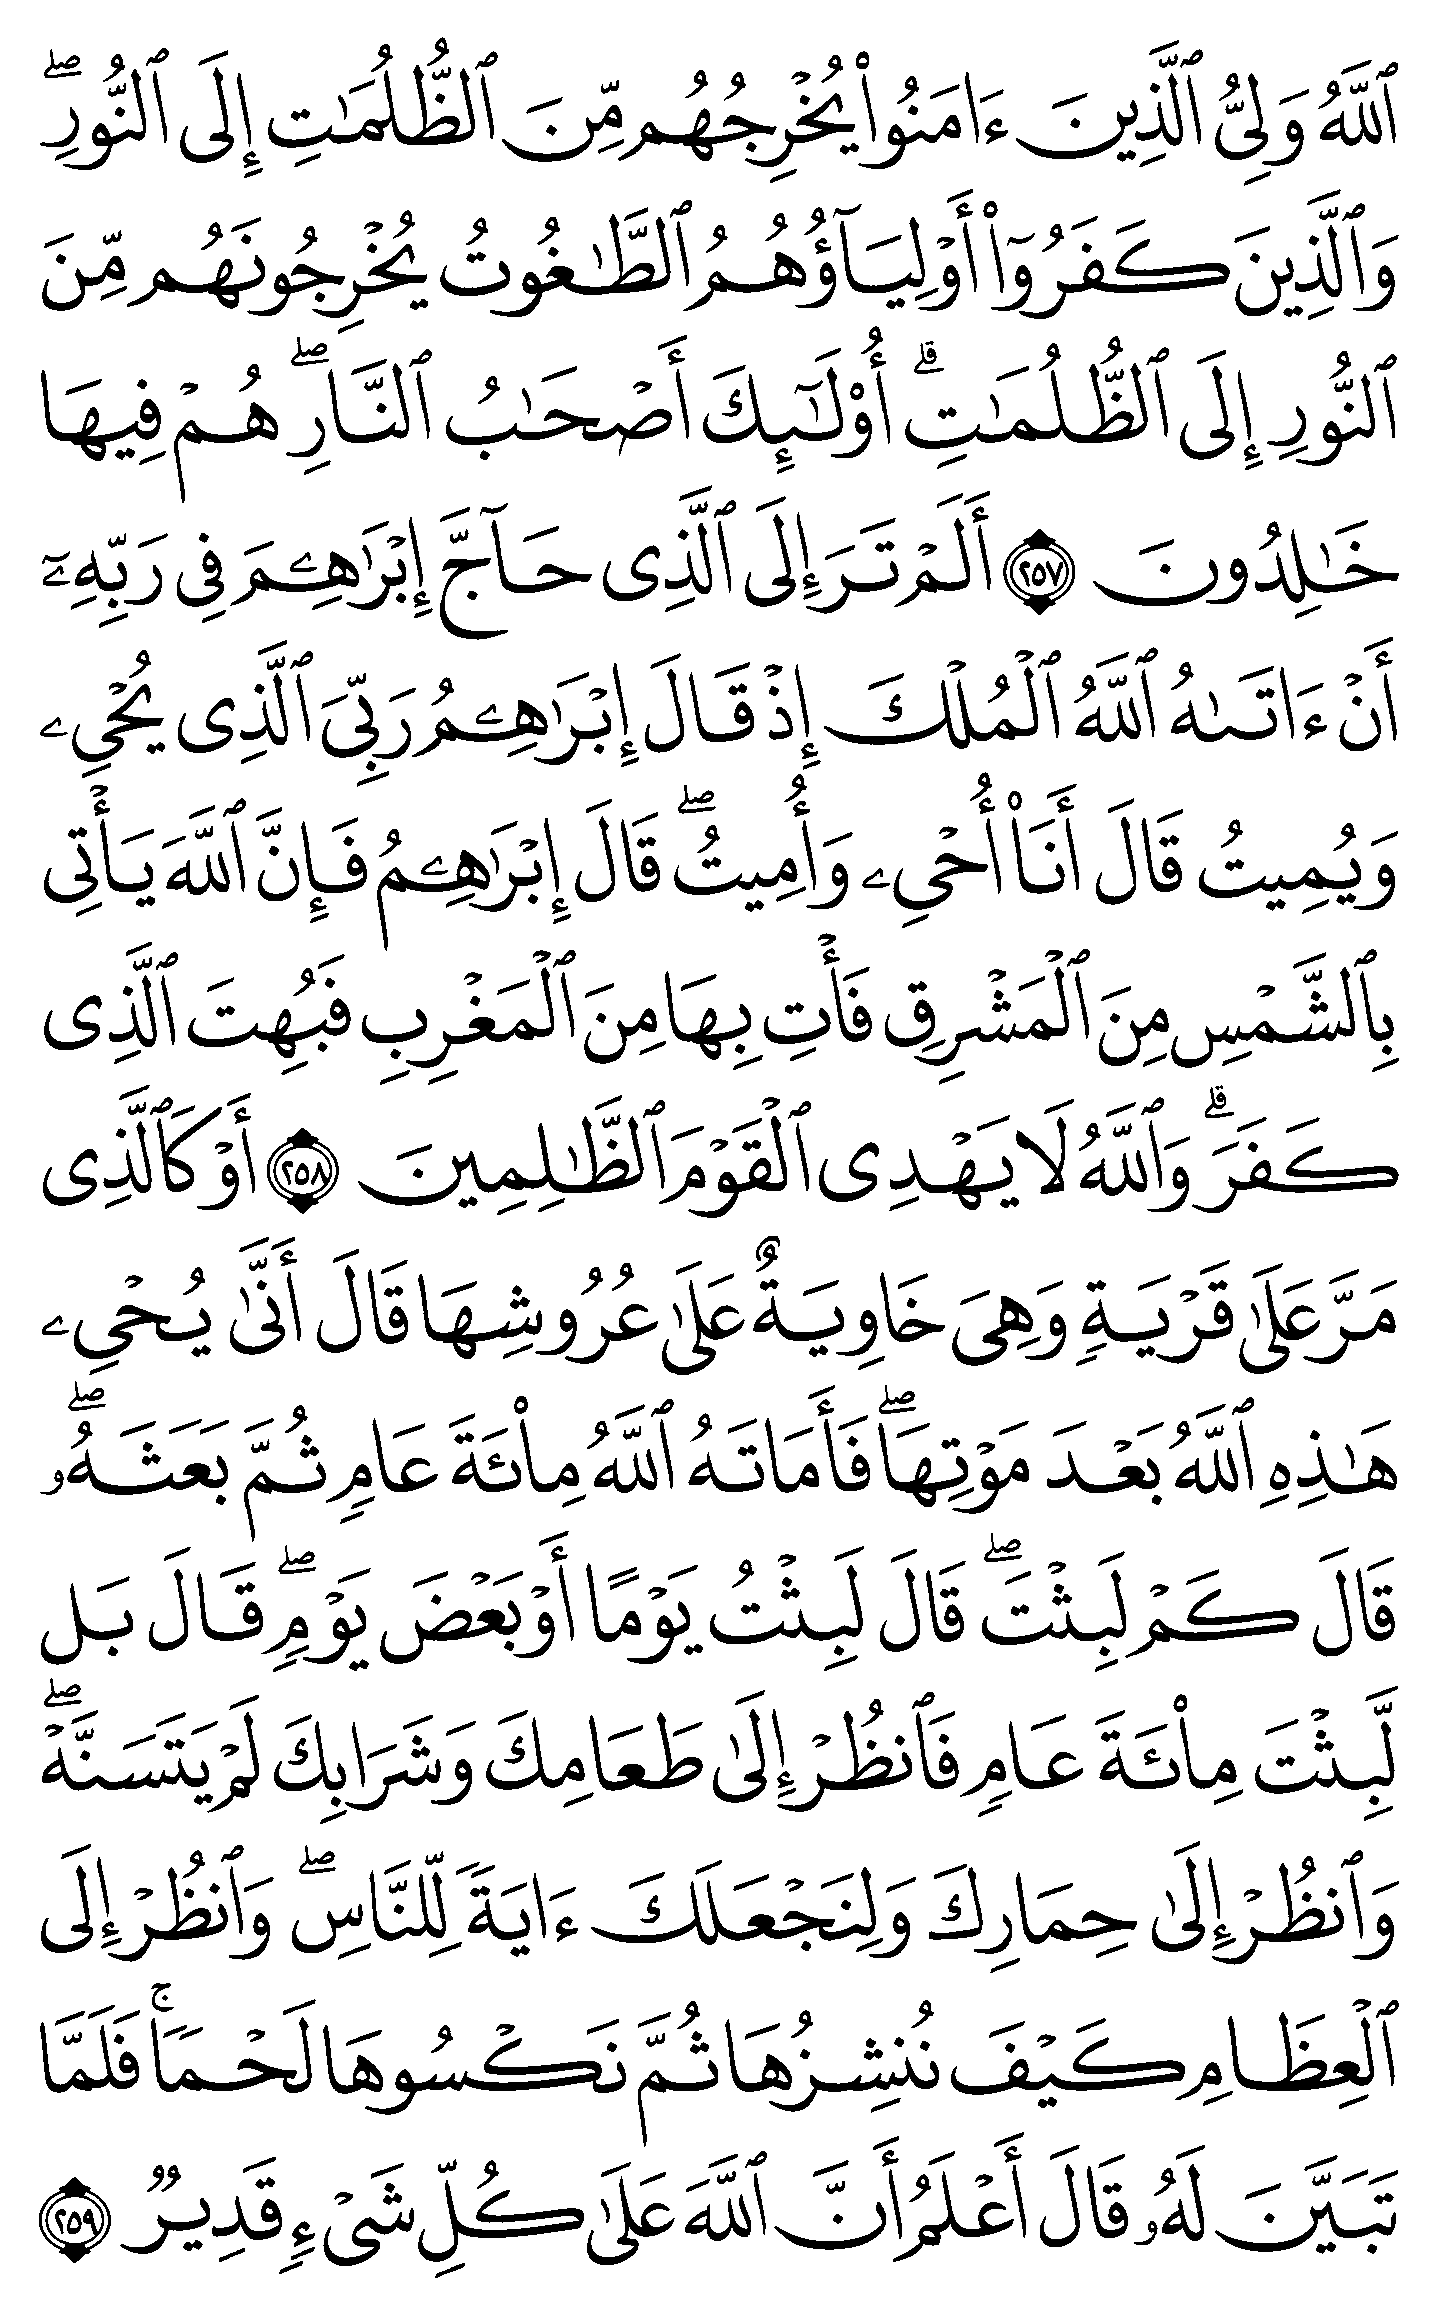 ٱللَّهُ وَلِىُّ ٱلَّذِينَ ءَامَنُوا۟ يُخْرِجُهُم مِّنَ ٱلظُّلُمَـٰتِ إِلَى ٱلنُّورِ ۖ
وَٱلَّذِينَ كَفَرُوٓا۟ أَوْلِيَآؤُهُمُ ٱلطَّـٰغُوتُ يُخْرِجُونَهُم مِّنَ
ٱلنُّورِ إِلَى ٱلظُّلُمَـٰتِ ۗ أُو۟لَـٰٓئِكَ أَصْحَـٰبُ ٱلنَّارِ ۖ هُمْ فِيهَا
خَـٰلِدُونَ ٢٥٧ أَلَمْ تَرَ إِلَى ٱلَّذِى حَآجَّ إِبْرَٰهِـۧمَ فِى رَبِّهِۦٓ
أَنْ ءَاتَىٰهُ ٱللَّهُ ٱلْمُلْكَ إِذْ قَالَ إِبْرَٰهِـۧمُ رَبِّىَ ٱلَّذِى يُحْىِۦ
وَيُمِيتُ قَالَ أَنَا۠ أُحْىِۦ وَأُمِيتُ ۖ قَالَ إِبْرَٰهِـۧمُ فَإِنَّ ٱللَّهَ يَأْتِى
بِٱلشَّمْسِ مِنَ ٱلْمَشْرِقِ فَأْتِ بِهَا مِنَ ٱلْمَغْرِبِ فَبُهِتَ ٱلَّذِى
كَفَرَ ۗ وَٱللَّهُ لَا يَهْدِى ٱلْقَوْمَ ٱلظَّـٰلِمِينَ ٢٥٨ أَوْ كَٱلَّذِى
مَرَّ عَلَىٰ قَرْيَةٍ وَهِىَ خَاوِيَةٌ عَلَىٰ عُرُوشِهَا قَالَ أَنَّىٰ يُحْىِۦ
هَـٰذِهِ ٱللَّهُ بَعْدَ مَوْتِهَا ۖ فَأَمَاتَهُ ٱللَّهُ مِا۟ئَةَ عَامٍ ثُمَّ بَعَثَهُۥ ۖ
قَالَ كَمْ لَبِثْتَ ۖ قَالَ لَبِثْتُ يَوْمًا أَوْ بَعْضَ يَوْمٍ ۖ قَالَ بَل
لَّبِثْتَ مِا۟ئَةَ عَامٍ فَٱنظُرْ إِلَىٰ طَعَامِكَ وَشَرَابِكَ لَمْ يَتَسَنَّهْ ۖ
وَٱنظُرْ إِلَىٰ حِمَارِكَ وَلِنَجْعَلَكَ ءَايَةً لِّلنَّاسِ ۖ وَٱنظُرْ إِلَى
ٱلْعِظَامِ كَيْفَ نُنشِزُهَا ثُمَّ نَكْسُوهَا لَحْمًا ۚ فَلَمَّا
تَبَيَّنَ لَهُۥ قَالَ أَعْلَمُ أَنَّ ٱللَّهَ عَلَىٰ كُلِّ شَىْءٍ قَدِيرٌ ٢٥٩